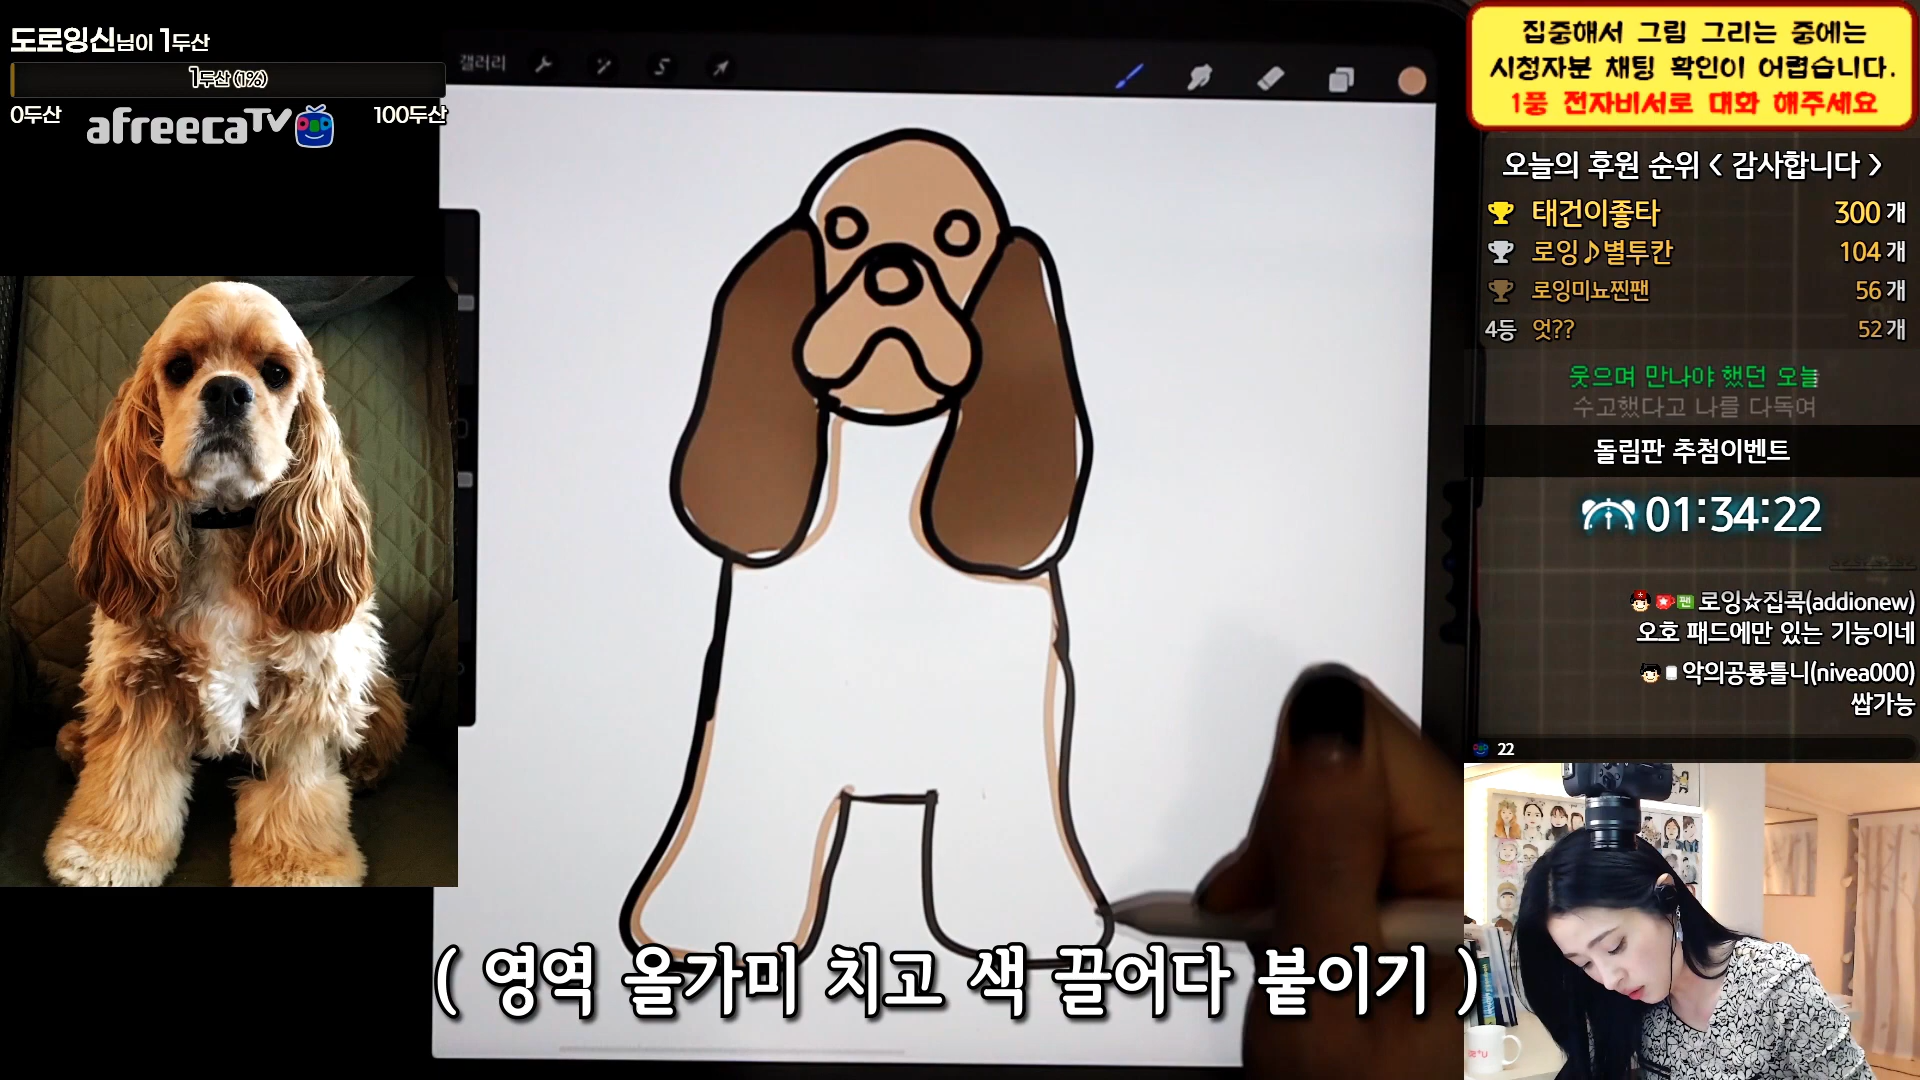 도로잉신님이 1두산
1두산 (1%)
0두산
100두산
afreecaTV
갤러리
집중해서 그림 그리는 중에는
시청자분 채팅 확인이 어렵습니다.
1풍 전자비서로 대화 해주세요
오늘의 후원 순위 < 감사합니다 >
태건이좋타 300 개
로잉♪별투칸 104 개
로잉미뇨찐팬 56 개
4등 엇?? 52 개
웃으며 만나야 했던 오늘
수고했다고 나를 다독여
돌림판 추첨이벤트
01:34:22
팬 로잉☆집콕(addionew)
오호 패드에만 있는 기능이네
악의공룡틀니(nivea000)
쌉가능
22
( 영역 올가미 치고 색 끌어다 붙이기 )